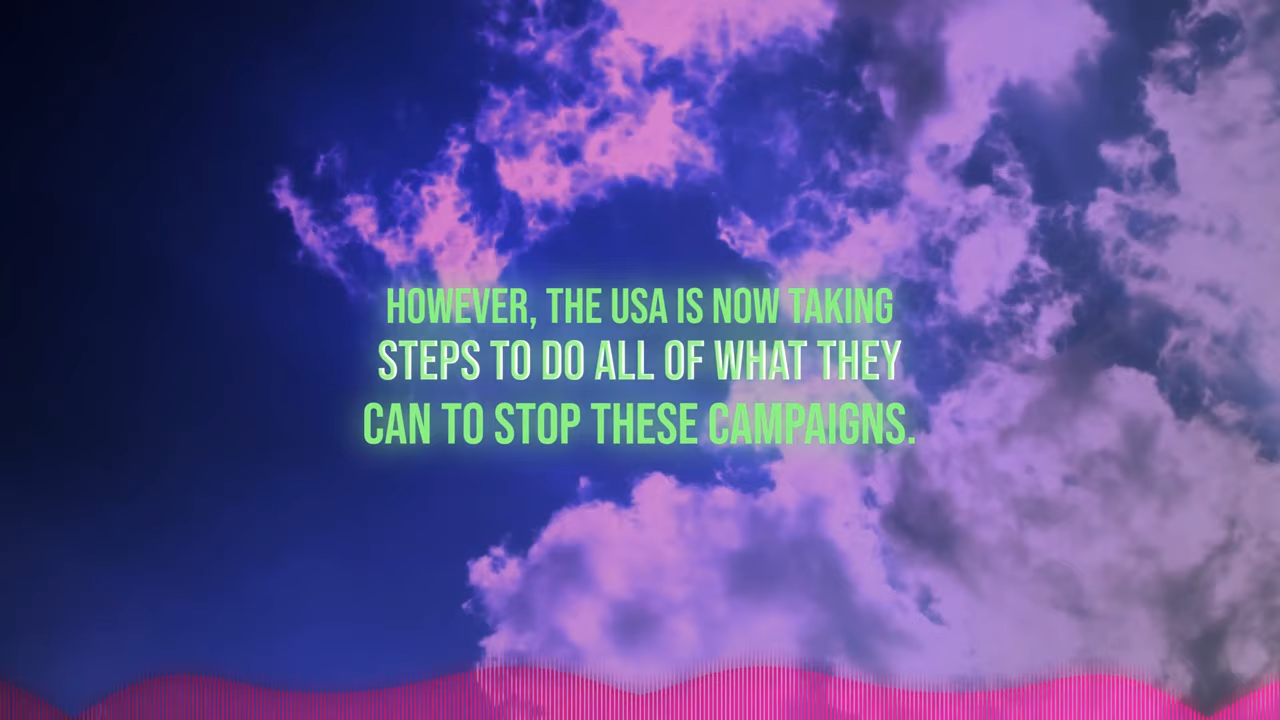 HOWEVER, THE USA IS NOW TAKING
STEPS TO DO ALL OF WHAT THEY
CAN TO STOP THESE CAMPAIGNS.